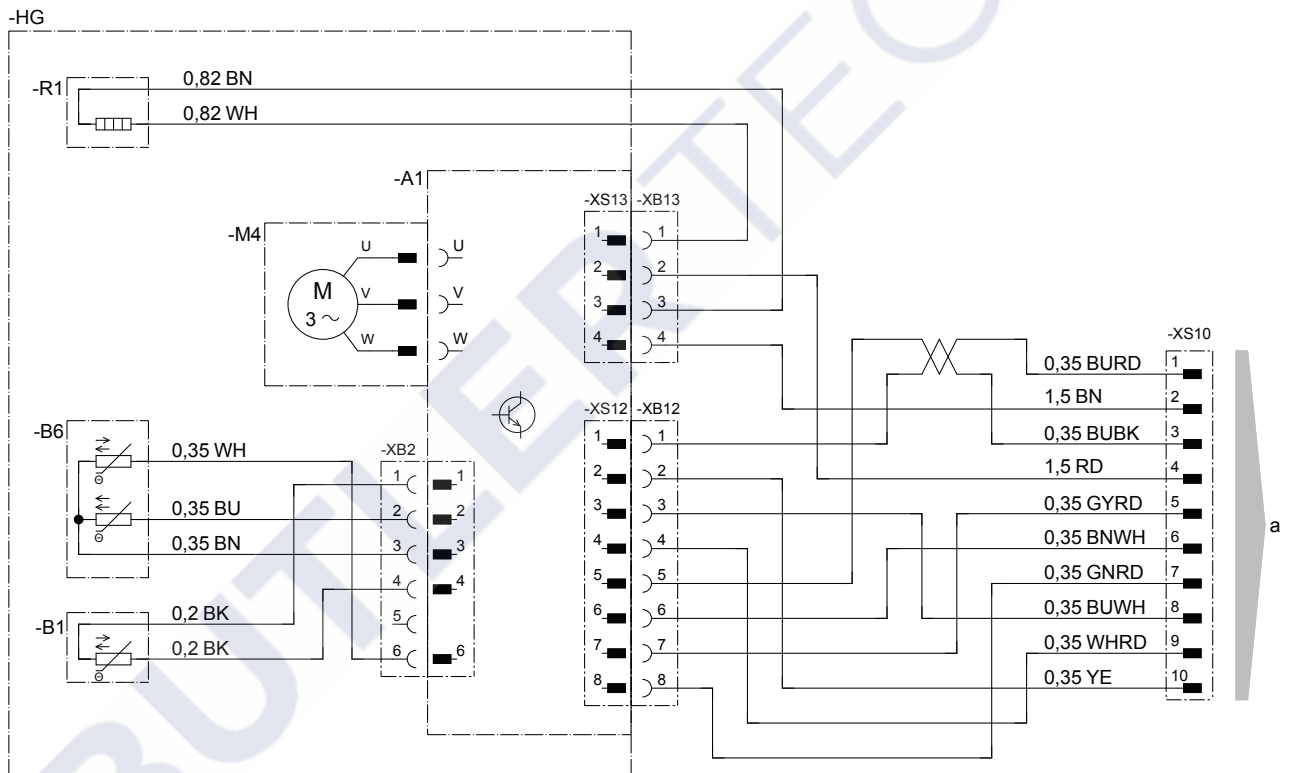 -HG
-R1
0,82 BN
0,82 WH
-A1
-XS13 -XB13
1 1
2 2
3 3
4 4
-M4
U U
M V V
3 ~
W W
-XS10
1
0,35 BURD
2
1,5 BN
3
0,35 BUBK
4
1,5 RD
5
0,35 GYRD
6
0,35 BNWH
7
0,35 GNRD
8
0,35 BUWH
9
0,35 WHRD
10
0,35 YE
a
-XS12 -XB12
1 1
2 2
3 3
4 4
5 5
6 6
7 7
8 8
-B6
0,35 WH
0,35 BU
0,35 BN
Θ
Θ
-XB2
1 1
2 2
3 3
4 4
5
6 6
-B1
0,2 BK
0,2 BK
Θ
BUTLER TEC